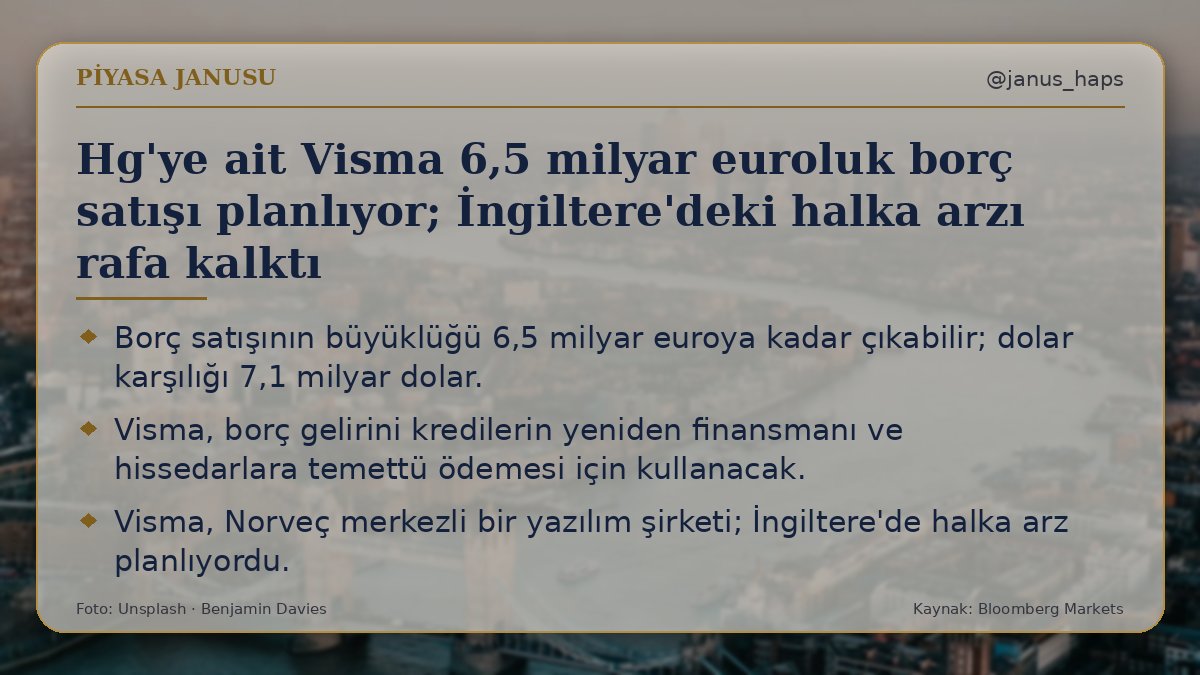 PİYASA JANUSU
@janus_haps
Hg'ye ait Visma 6,5 milyar euroluk borç
satışı planlıyor; İngiltere'deki halka arzı
rafa kalktı
Borç satışının büyüklüğü 6,5 milyar euroya kadar çıkabilir; dolar
karşılığı 7,1 milyar dolar.
Visma, borç gelirini kredilerin yeniden finansmanı ve
hissedarlara temettü ödemesi için kullanacak.
Visma, Norveç merkezli bir yazılım şirketi; İngiltere'de halka arz
planlıyordu.
Foto: Unsplash · Benjamin Davies
Kaynak: Bloomberg Markets